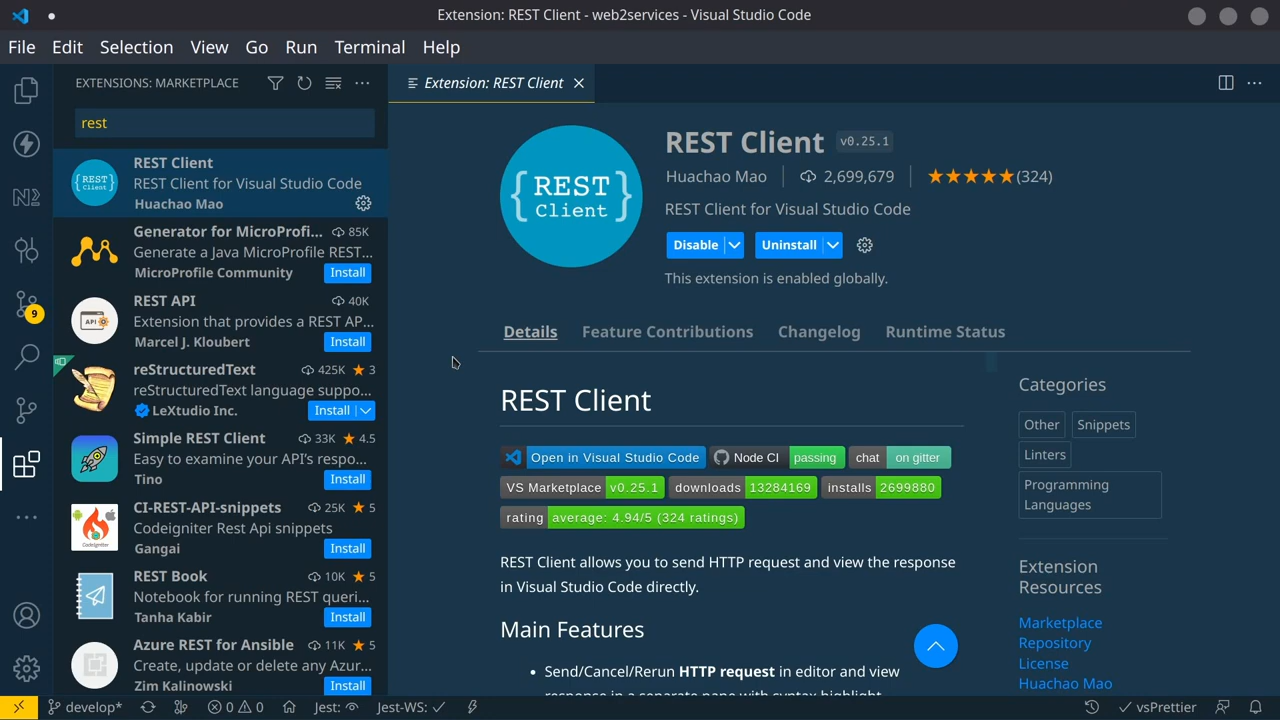 Extension: REST Client - web2services - Visual Studio Code
File Edit Selection View Go Run Terminal Help
EXTENSIONS: MARKETPLACE
rest
REST Client
REST Client for Visual Studio Code
Huachao Mao
Generator for MicroProfi... 85K
Generate a Java MicroProfile REST...
MicroProfile Community Install
REST API 40K
Extension that provides a REST AP...
Marcel J. Kloubert Install
reStructuredText 425K 3
reStructuredText language suppo...
LeXtudio Inc. Install
Simple REST Client 33K 4.5
Easy to examine your API's respo...
Tino Install
CI-REST-API-snippets 25K 5
Codeigniter Rest Api snippets
Gangai Install
REST Book 10K 5
Notebook for running REST queri...
Tanha Kabir Install
Azure REST for Ansible 11K 5
Create, update or delete any Azur...
Zim Kalinowski Install
9
Extension: REST Client
{REST}
Client
REST Client v0.25.1
Huachao Mao 2,699,679 ★★★★★(324)
REST Client for Visual Studio Code
Disable Uninstall
This extension is enabled globally.
Details Feature Contributions Changelog Runtime Status
REST Client
Open in Visual Studio Code Node CI passing chat on gitter
VS Marketplace v0.25.1 downloads 13284169 installs 2699880
rating average: 4.94/5 (324 ratings)
REST Client allows you to send HTTP request and view the response
in Visual Studio Code directly.
Main Features
• Send/Cancel/Rerun HTTP request in editor and view
response in a separate pane with syntax highlight
Categories
Other Snippets
Linters
Programming
Languages
Extension
Resources
Marketplace
Repository
License
Huachao Mao
develop* 0 0 Jest: Jest-WS: ✓ ✓ vsPrettier